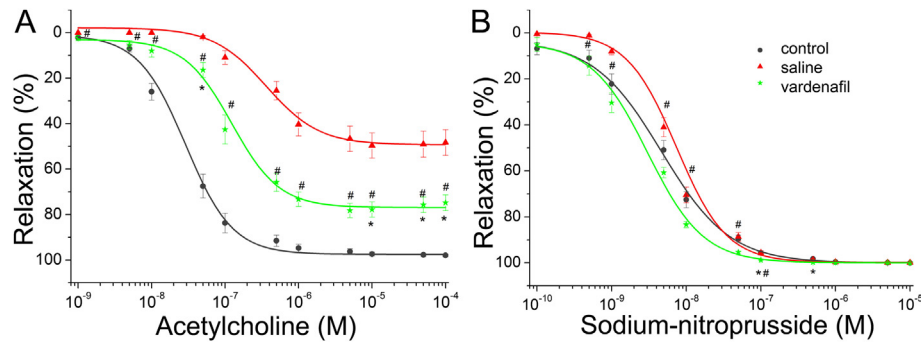 A
B
control
saline
vardenafil
0
20
40
60
80
100
Relaxation (%)
10-9
10-8
10-7
10-6
10-5
10-4
Acetylcholine (M)
# # # # # # # # # # #
* * * *
0
20
40
60
80
100
Relaxation (%)
10-10
10-9
10-8
10-7
10-6
10-5
Sodium-nitroprusside (M)
# # # # #
*# *